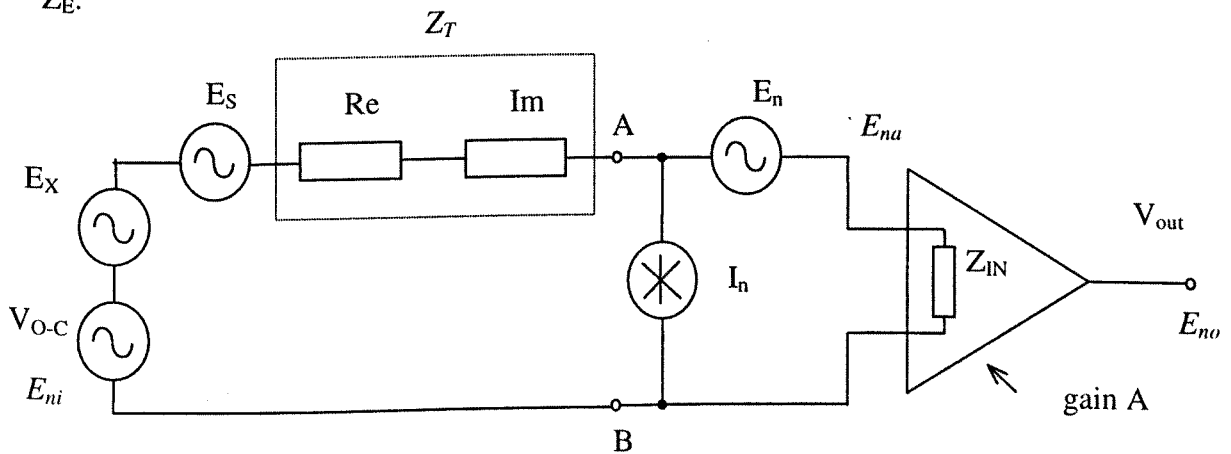 Z_E.
Z_T
E_S
Re
Im
A
E_n
E_na
E_X
V_out
Z_IN
I_n
V_O-C
E_no
E_ni
gain A
B